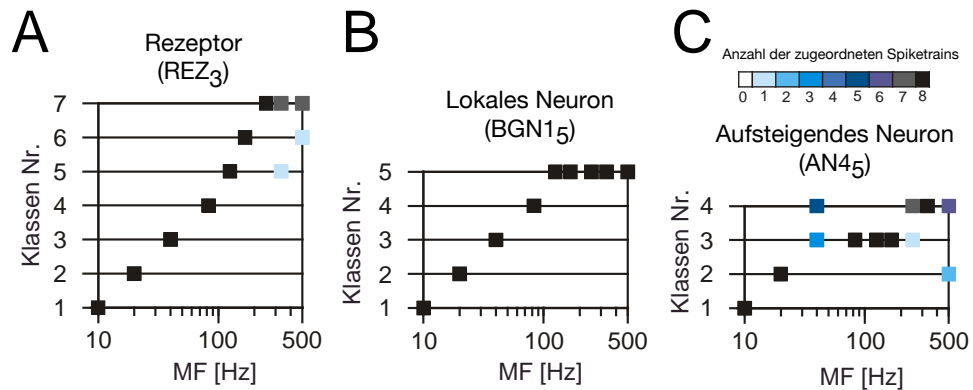 A
Rezeptor
(REZ3)
Klassen Nr.
7
6
5
4
3
2
1
10
100
500
MF [Hz]
B
Lokales Neuron
(BGN15)
Klassen Nr.
5
4
3
2
1
10
100
500
MF [Hz]
C
Anzahl der zugeordneten Spiketrains
0 1 2 3 4 5 6 7 8
Aufsteigendes Neuron
(AN45)
Klassen Nr.
4
3
2
1
10
100
500
MF [Hz]